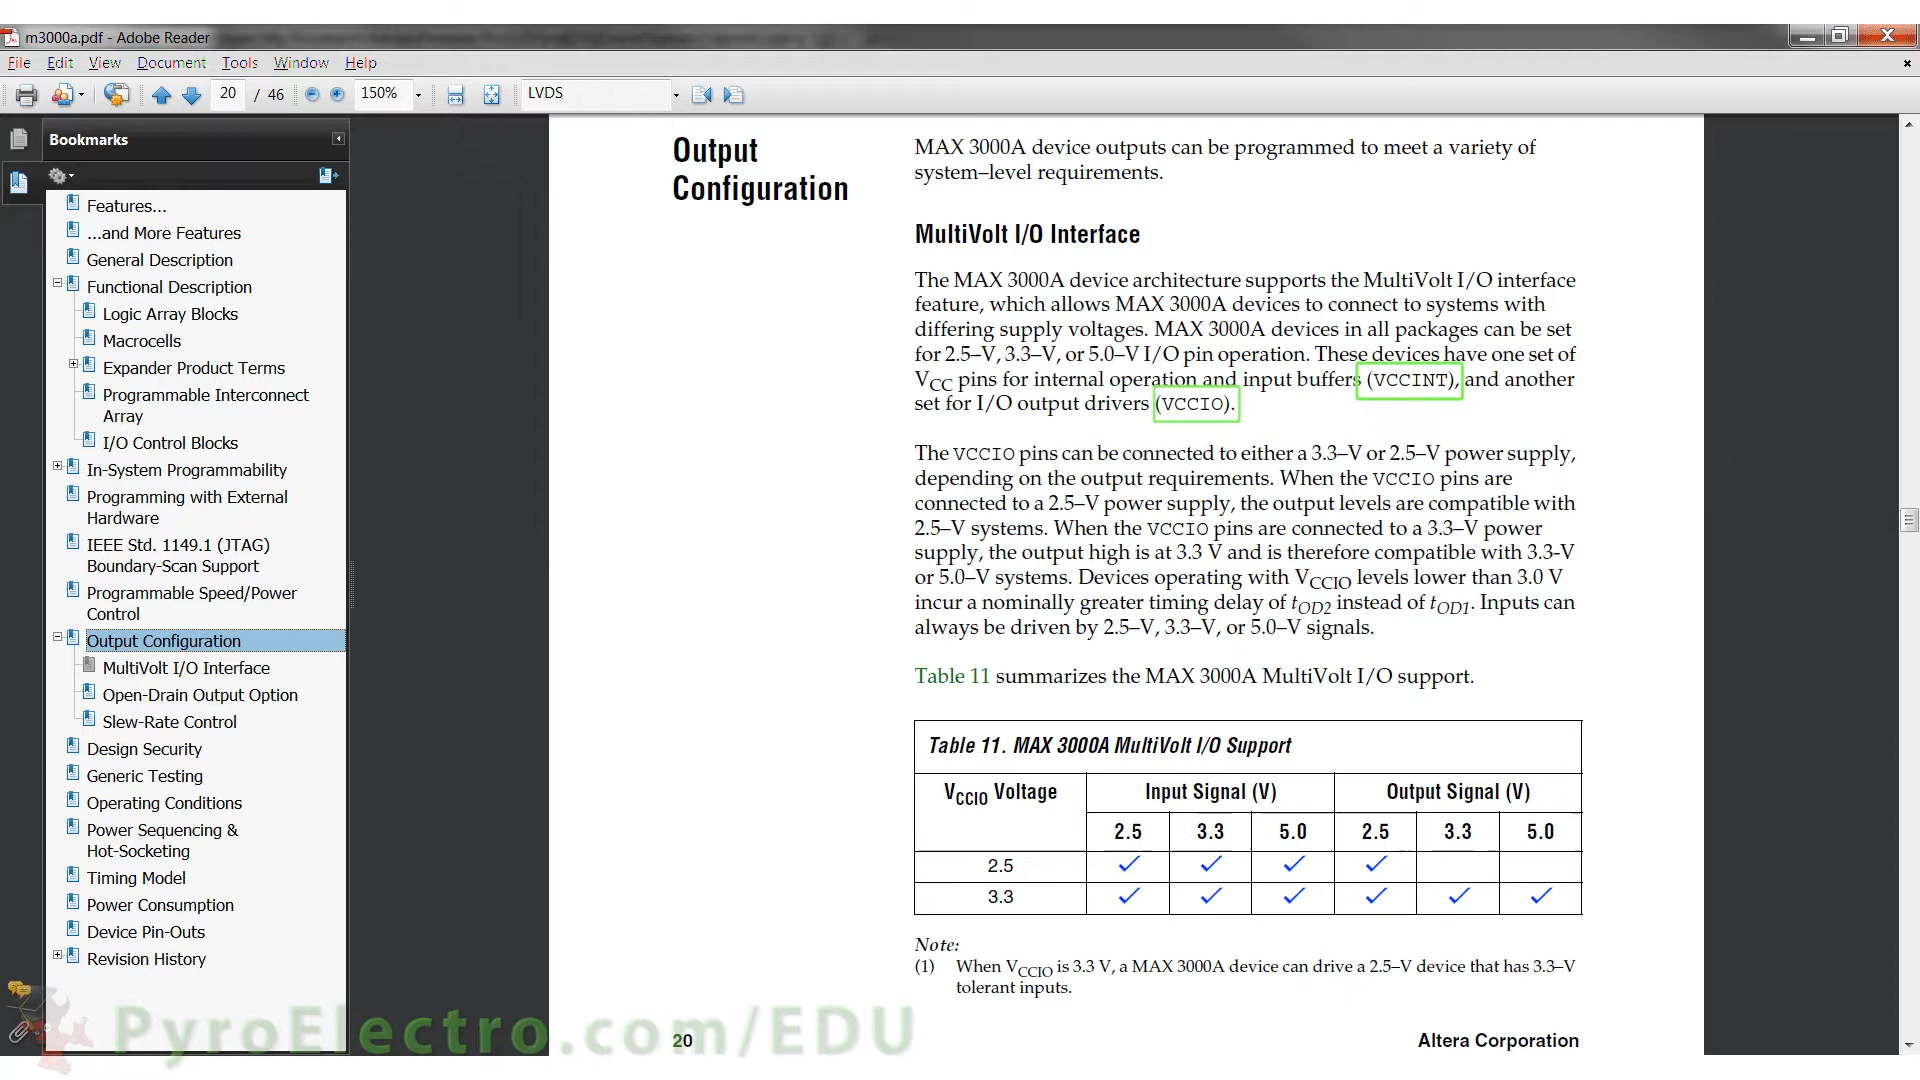 m3000a.pdf - Adobe Reader
File Edit View Document Tools Window Help
20 / 46 150% LVDS
Bookmarks
Features...
...and More Features
General Description
Functional Description
Logic Array Blocks
Macrocells
Expander Product Terms
Programmable Interconnect
Array
I/O Control Blocks
In-System Programmability
Programming with External
Hardware
IEEE Std. 1149.1 (JTAG)
Boundary-Scan Support
Programmable Speed/Power
Control
Output Configuration
MultiVolt I/O Interface
Open-Drain Output Option
Slew-Rate Control
Design Security
Generic Testing
Operating Conditions
Power Sequencing &
Hot-Socketing
Timing Model
Power Consumption
Device Pin-Outs
Revision History
Output
Configuration
MAX 3000A device outputs can be programmed to meet a variety of
system–level requirements.
MultiVolt I/O Interface
The MAX 3000A device architecture supports the MultiVolt I/O interface
feature, which allows MAX 3000A devices to connect to systems with
differing supply voltages. MAX 3000A devices in all packages can be set
for 2.5–V, 3.3–V, or 5.0–V I/O pin operation. These devices have one set of
VCC pins for internal operation and input buffers (VCCINT), and another
set for I/O output drivers (VCCIO).
The VCCIO pins can be connected to either a 3.3–V or 2.5–V power supply,
depending on the output requirements. When the VCCIO pins are
connected to a 2.5–V power supply, the output levels are compatible with
2.5–V systems. When the VCCIO pins are connected to a 3.3–V power
supply, the output high is at 3.3 V and is therefore compatible with 3.3-V
or 5.0–V systems. Devices operating with VCCIO levels lower than 3.0 V
incur a nominally greater timing delay of tOD2 instead of tOD1. Inputs can
always be driven by 2.5–V, 3.3–V, or 5.0–V signals.
Table 11 summarizes the MAX 3000A MultiVolt I/O support.
Table 11. MAX 3000A MultiVolt I/O Support
VCCIO Voltage Input Signal (V) Output Signal (V)
2.5 3.3 5.0 2.5 3.3 5.0
2.5 ✓ ✓ ✓ ✓
3.3 ✓ ✓ ✓ ✓ ✓ ✓
Note:
(1) When VCCIO is 3.3 V, a MAX 3000A device can drive a 2.5–V device that has 3.3–V
tolerant inputs.
20 Altera Corporation
PyroElectro.com/EDU